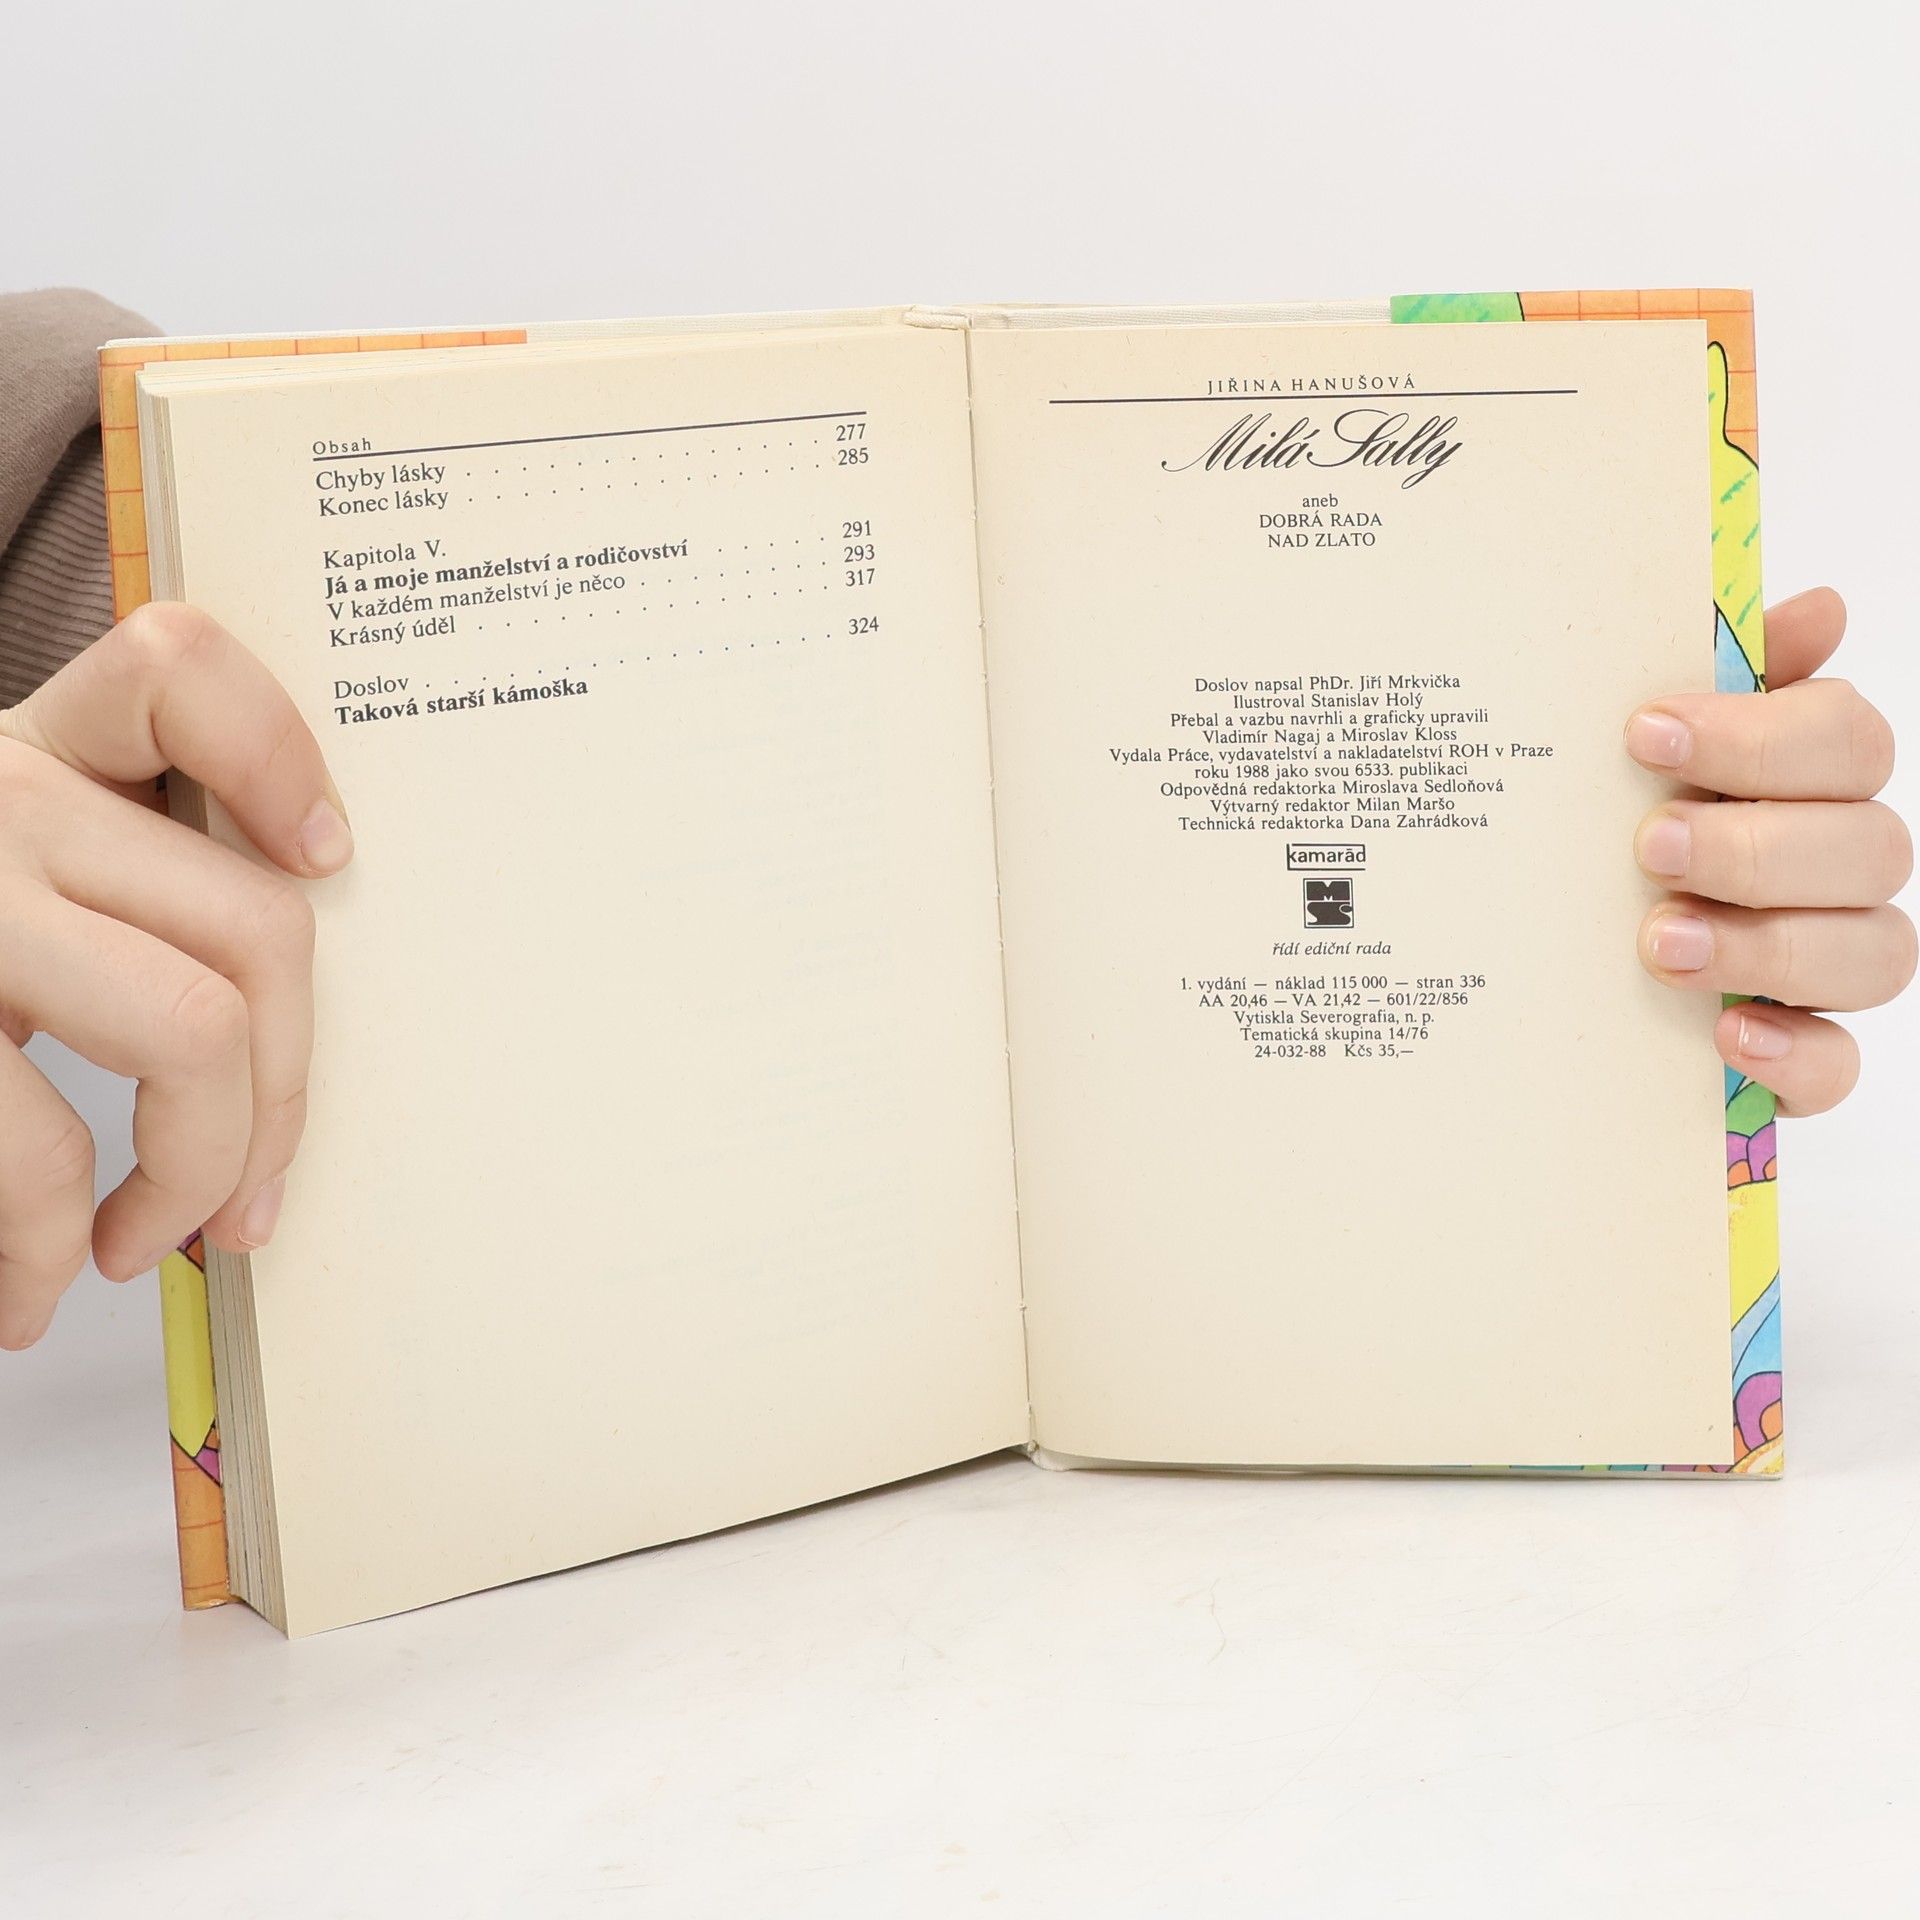 Obsah
Chyby lásky . . . . . . . . . . . . . . 277
Konec lásky . . . . . . . . . . . . . . 285
Kapitola V.
Já a moje manželství a rodičovství . . . . . 291
V každém manželství je něco . . . . . . . . 293
Krásný úděl . . . . . . . . . . . . . . 317
Doslov . . . . . . . . . . . . . . . . 324
Taková starší kámoška
JIŘINA HANUŠOVÁ
Milá Sally
aneb
DOBRÁ RADA
NAD ZLATO
Doslov napsal PhDr. Jiří Mrkvička
Ilustroval Stanislav Holý
Přebal a vazbu navrhli a graficky upravili
Vladimír Nagaj a Miroslav Kloss
Vydala Práce, vydavatelství a nakladatelství ROH v Praze
roku 1988 jako svou 6533. publikaci
Odpovědná redaktorka Miroslava Sedloňová
Výtvarný redaktor Milan Maršo
Technická redaktorka Dana Zahrádková
kamarád
MS
řídí ediční rada
1. vydání — náklad 115 000 — stran 336
AA 20,46 — VA 21,42 — 601/22/856
Vytiskla Severografia, n. p.
Tematická skupina 14/76
24-032-88 Kčs 35,—